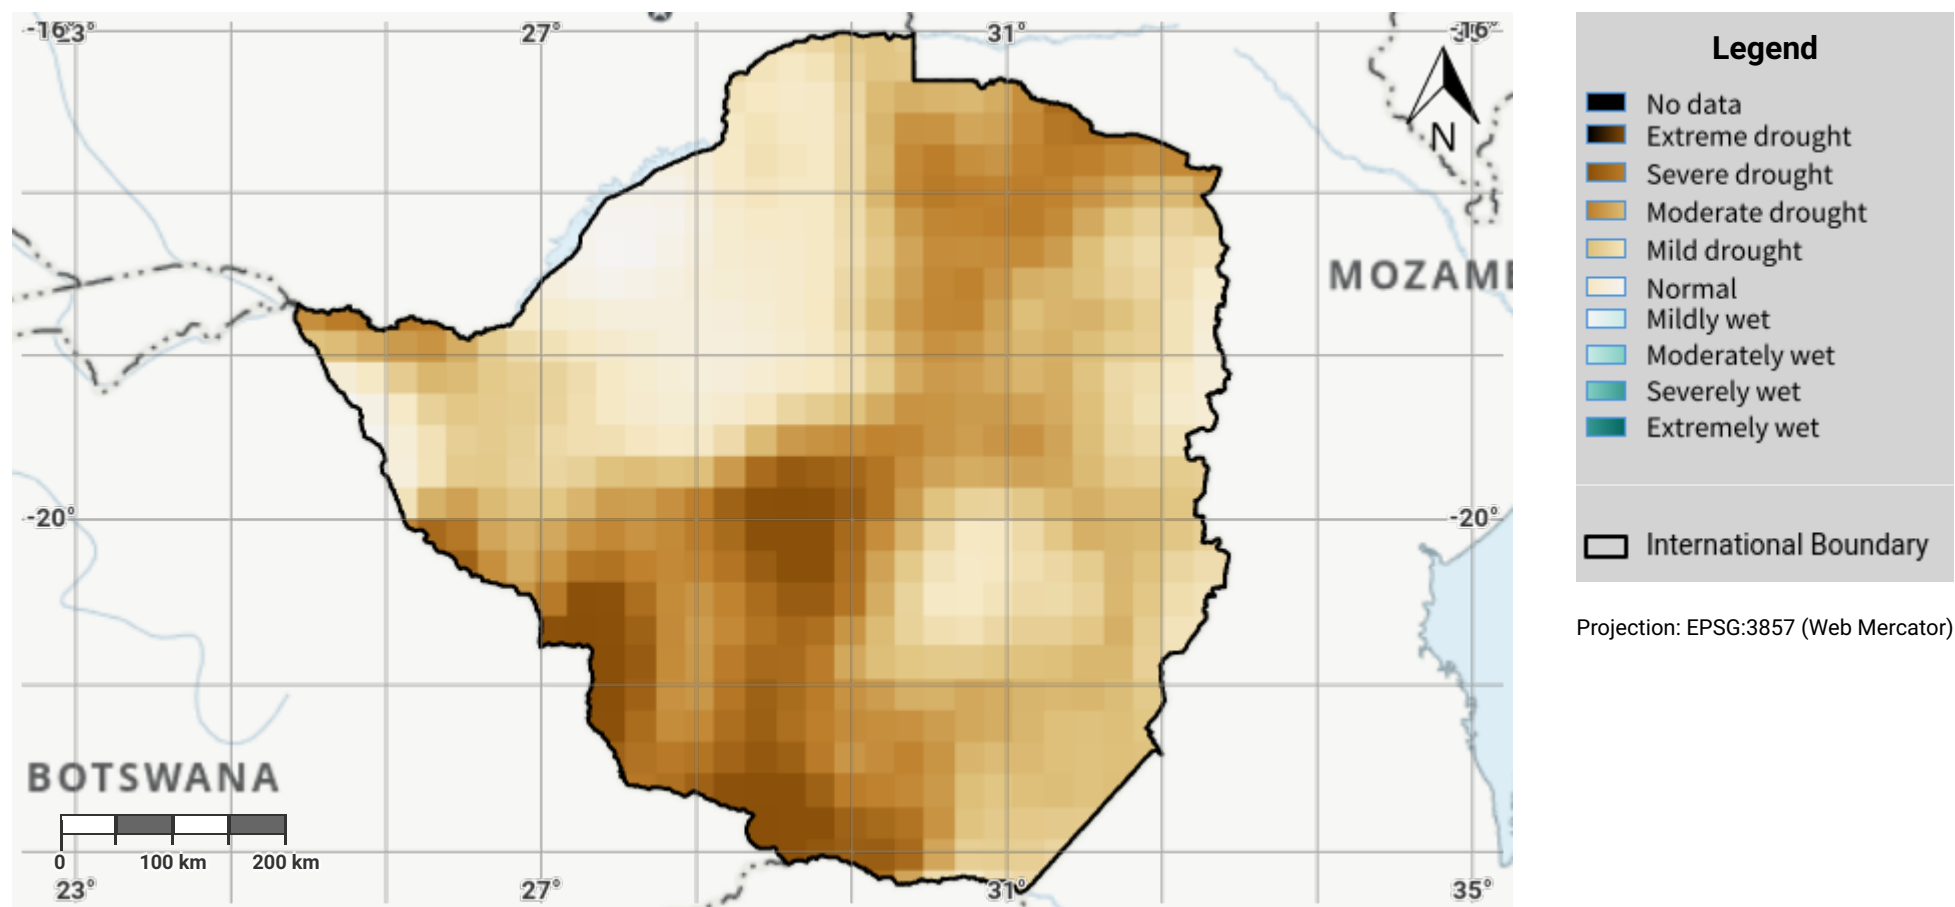 -16°
23°
27°
31°
35°
-16°
N
MOZAMB
-20°
-20°
BOTSWANA
0
100 km
200 km
23°
27°
31°
35°
Legend
No data
Extreme drought
Severe drought
Moderate drought
Mild drought
Normal
Mildly wet
Moderately wet
Severely wet
Extremely wet
International Boundary
Projection: EPSG:3857 (Web Mercator)